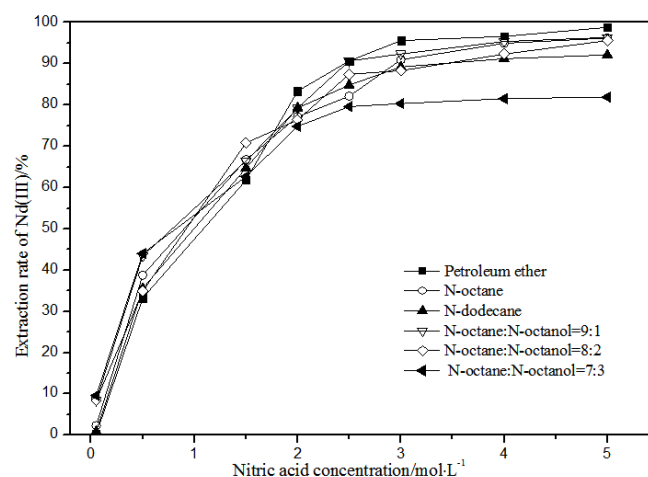 100
90
80
70
60
50
40
30
20
10
0
Extraction rate of Nd(III)/%
Petroleum ether
N-octane
N-dodecane
N-octane:N-octanol=9:1
N-octane:N-octanol=8:2
N-octane:N-octanol=7:3
0 1 2 3 4 5
Nitric acid concentration/mol·L⁻¹